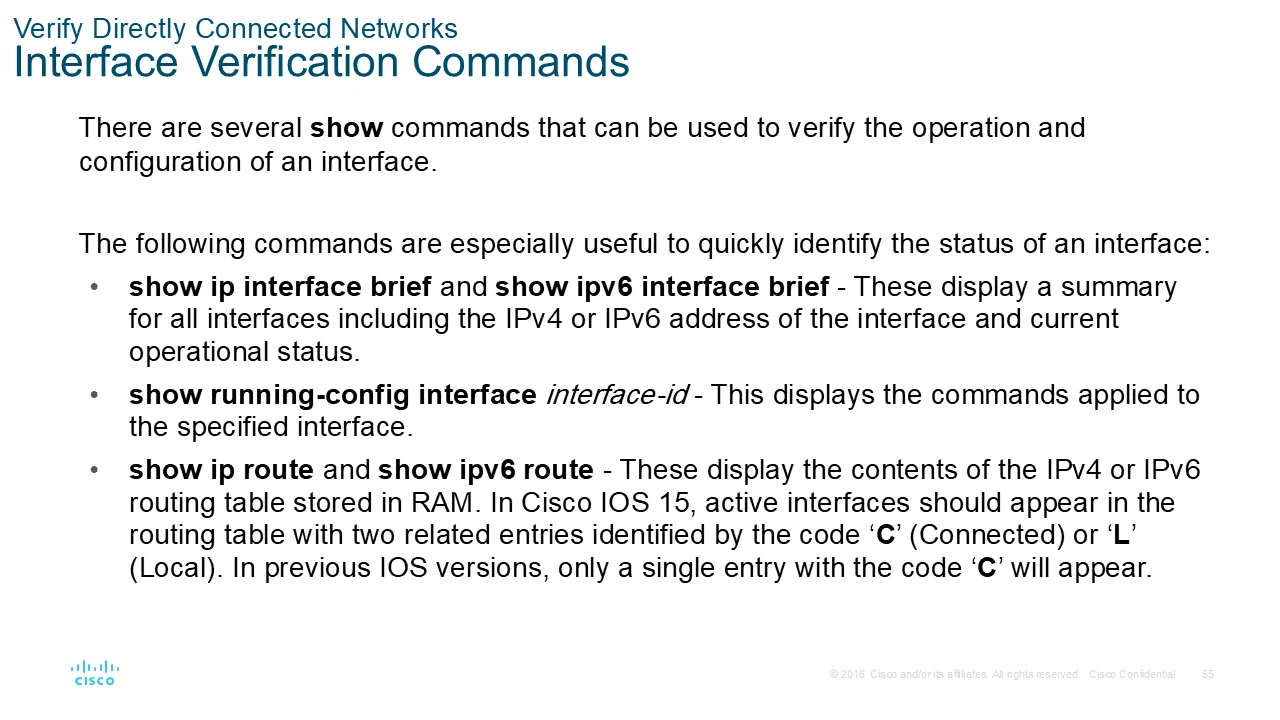 Verify Directly Connected Networks
Interface Verification Commands
There are several show commands that can be used to verify the operation and
configuration of an interface.
The following commands are especially useful to quickly identify the status of an interface:
• show ip interface brief and show ipv6 interface brief - These display a summary
for all interfaces including the IPv4 or IPv6 address of the interface and current
operational status.
• show running-config interface interface-id - This displays the commands applied to
the specified interface.
• show ip route and show ipv6 route - These display the contents of the IPv4 or IPv6
routing table stored in RAM. In Cisco IOS 15, active interfaces should appear in the
routing table with two related entries identified by the code ‘C’ (Connected) or ‘L’
(Local). In previous IOS versions, only a single entry with the code ‘C’ will appear.
CISCO
© 2016 Cisco and/or its affiliates. All rights reserved. Cisco Confidential 55